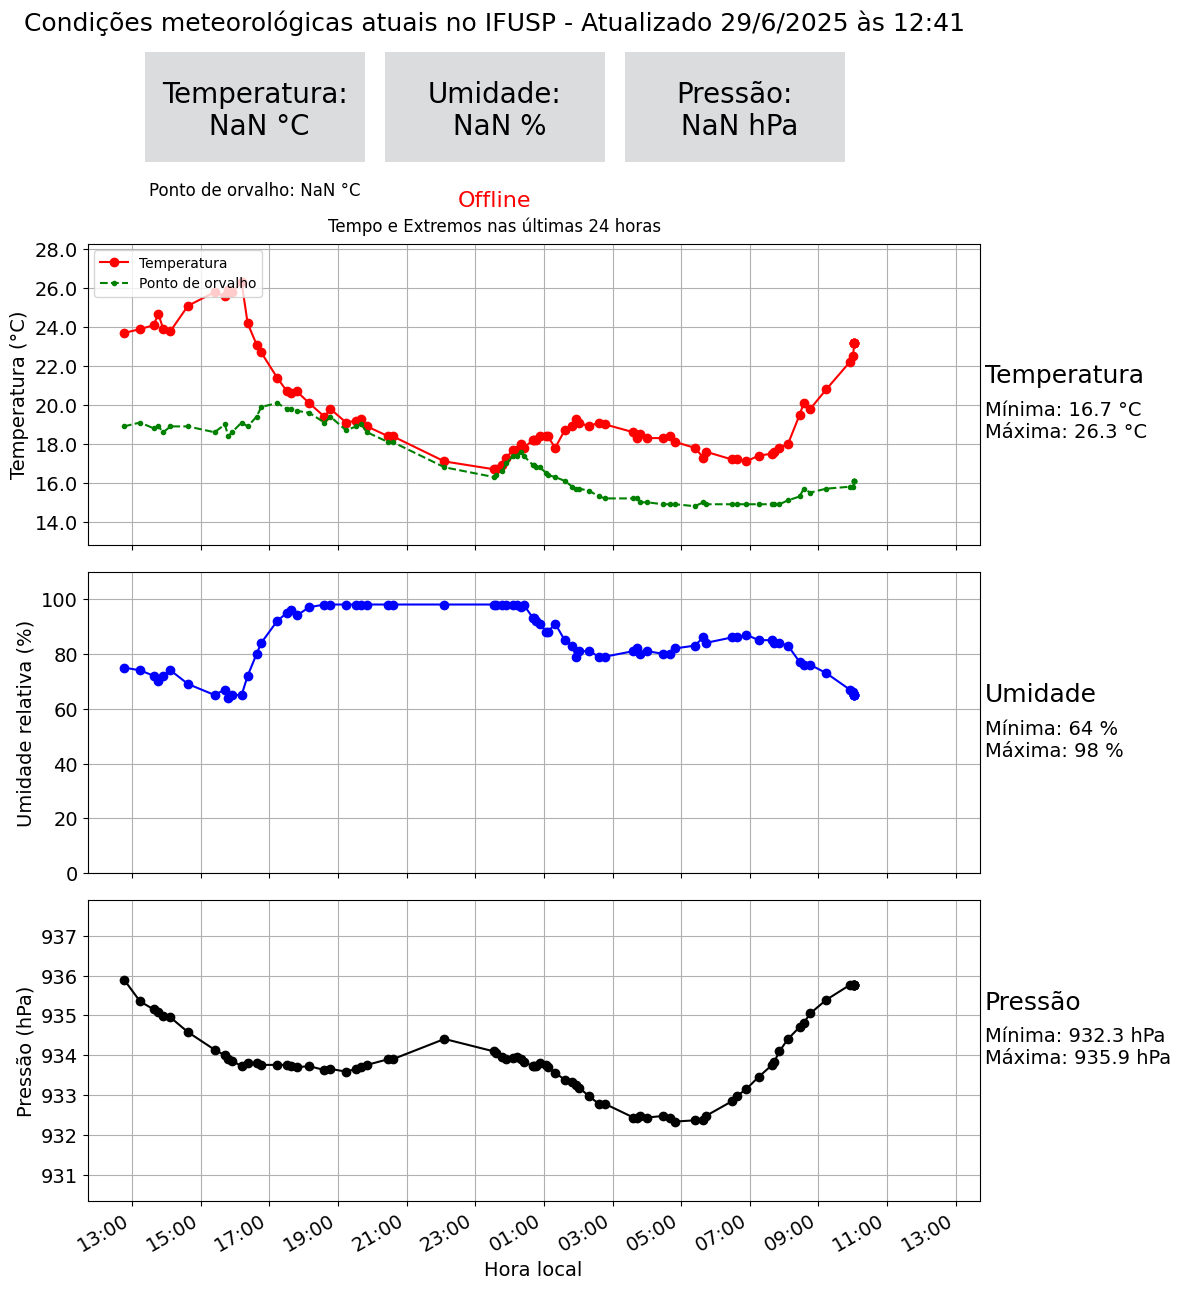 Condições meteorológicas atuais no IFUSP - Atualizado 29/6/2025 às 12:41
Temperatura:
NaN °C
Umidade:
NaN %
Pressão:
NaN hPa
Ponto de orvalho: NaN °C
Offline
Tempo e Extremos nas últimas 24 horas
Temperatura (°C)
28.0
26.0
24.0
22.0
20.0
18.0
16.0
14.0
Temperatura
Ponto de orvalho
Temperatura
Mínima: 16.7 °C
Máxima: 26.3 °C
Umidade relativa (%)
100
80
60
40
20
0
Umidade
Mínima: 64 %
Máxima: 98 %
Pressão (hPa)
937
936
935
934
933
932
931
Pressão
Mínima: 932.3 hPa
Máxima: 935.9 hPa
13:00
15:00
17:00
19:00
21:00
23:00
01:00
03:00
05:00
07:00
09:00
11:00
13:00
Hora local